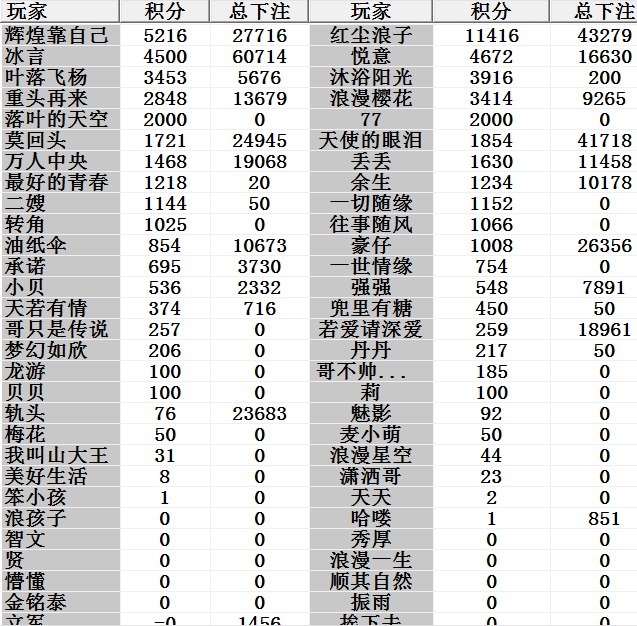 玩家 积分 总下注 玩家 积分 总下注
辉煌靠自己 5216 27716 红尘浪子 11416 43279
冰言 4500 60714 悦意 4672 16630
叶落飞杨 3453 5676 沐浴阳光 3916 200
重头再来 2848 13679 浪漫樱花 3414 9265
落叶的天空 2000 0 77 2000 0
莫回头 1721 24945 天使的眼泪 1854 41718
万人中央 1468 19068 丢丢 1630 11458
最好的青春 1218 20 余生 1234 10178
二嫂 1144 50 一切随缘 1152 0
转角 1025 0 往事随风 1066 0
油纸伞 854 10673 豪仔 1008 26356
承诺 695 3730 一世情缘 754 0
小贝 536 2332 强强 548 7891
天若有情 374 716 兜里有糖 450 50
哥只是传说 257 0 若爱请深爱 259 18961
梦幻如欣 206 0 丹丹 217 50
龙游 100 0 哥不帅... 185 0
贝贝 100 0 莉 100 0
轨头 76 23683 魅影 92 0
梅花 50 0 麦小萌 50 0
我叫山大王 31 0 浪漫星空 44 0
美好生活 8 0 潇洒哥 23 0
笨小孩 1 0 天天 2 0
浪孩子 0 0 哈喽 1 851
智文 0 0 秀厚 0 0
贤 0 0 浪漫一生 0 0
懵懂 0 0 顺其自然 0 0
金铭泰 0 0 振雨 0 0
文军 -0 1456 挨下去 0 0